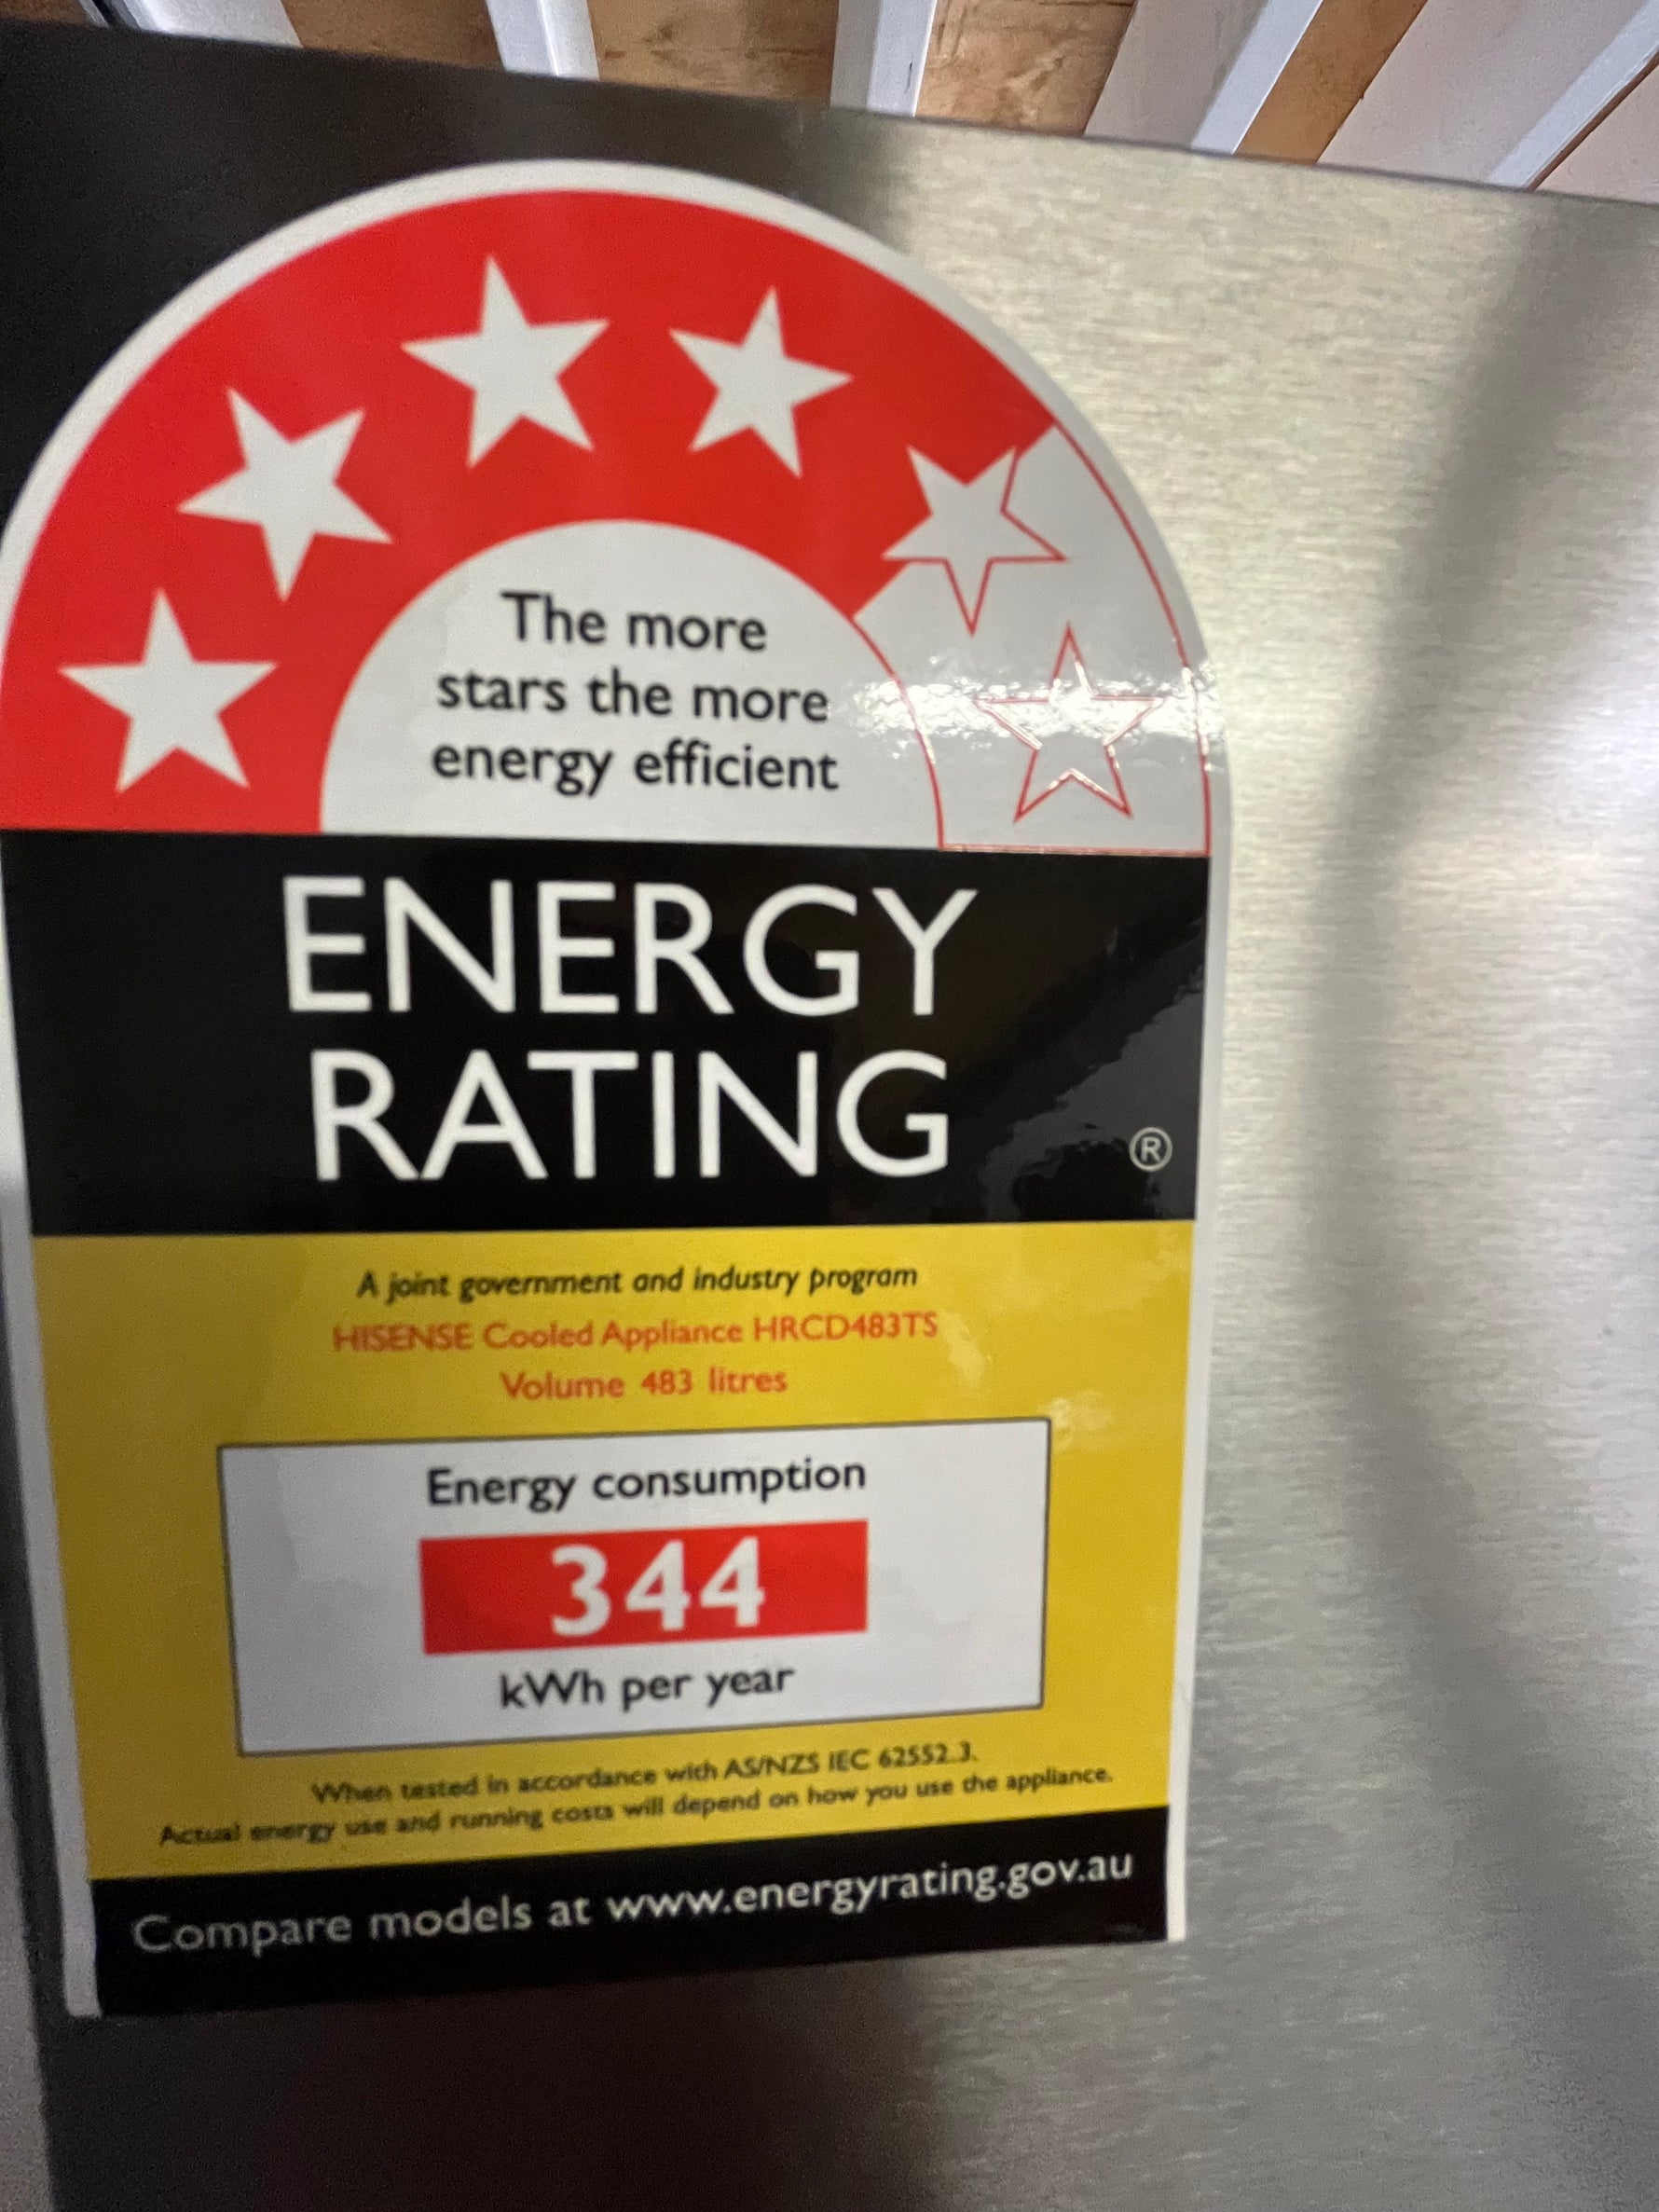 The more
stars the more
energy efficient
ENERGY
RATING
®
A joint government and industry program
HISENSE Cooled Appliance HRCD483TS
Volume 483 litres
Energy consumption
344
kWh per year
When tested in accordance with AS/NZS IEC 62552.3.
Actual energy use and running costs will depend on how you use the appliance.
Compare models at www.energyrating.gov.au